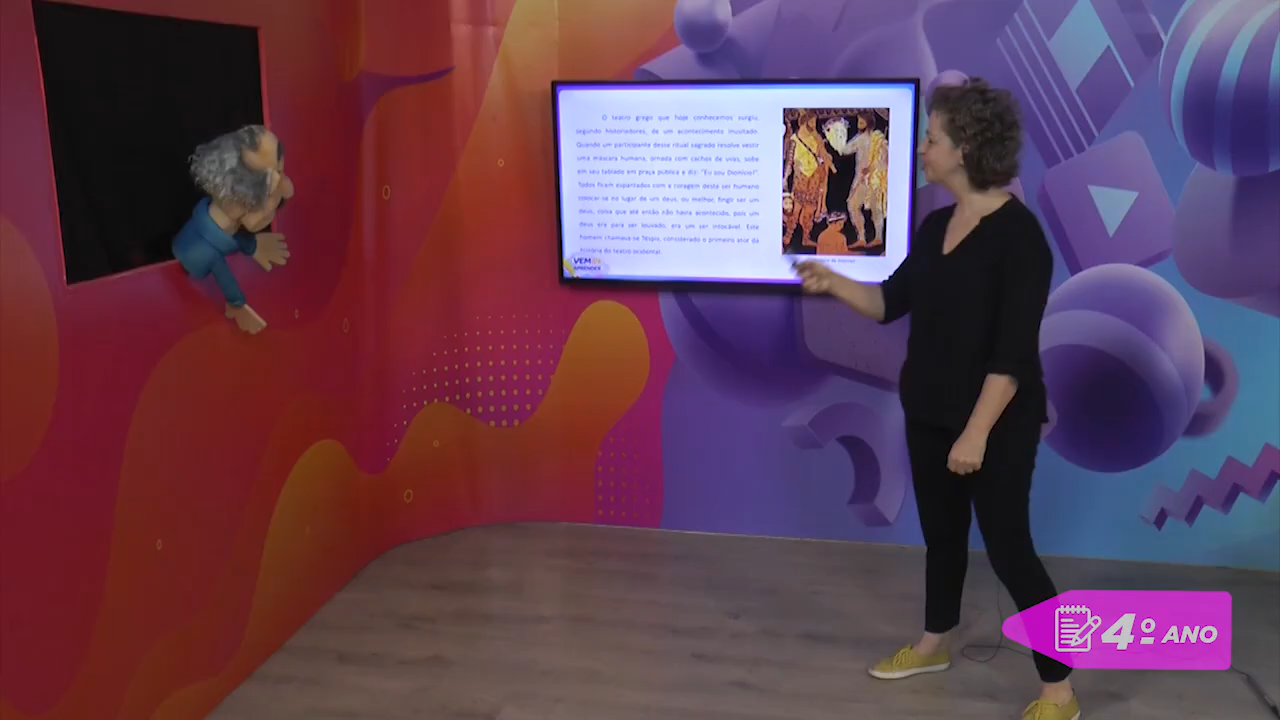 O teatro grego que hoje conhecemos surgiu,
segundo historiadores, de um acontecimento inusitado.
Quando um participante desse ritual sagrado resolve vestir
uma máscara humana, ornada com cachos de uvas, sobe
em seu tablado em praça pública e diz: "Eu sou Dionísio!".
Todos ficam espantados com a coragem deste ser humano
colocar-se no lugar de um deus, ou melhor, fingir ser um
deus, coisa que até então não havia acontecido, pois um
deus era para ser louvado, era um ser intocável. Este
homem chamava-se Téspis, considerado o primeiro ator da
história do teatro ocidental.
VEM
APRENDER
4º ANO